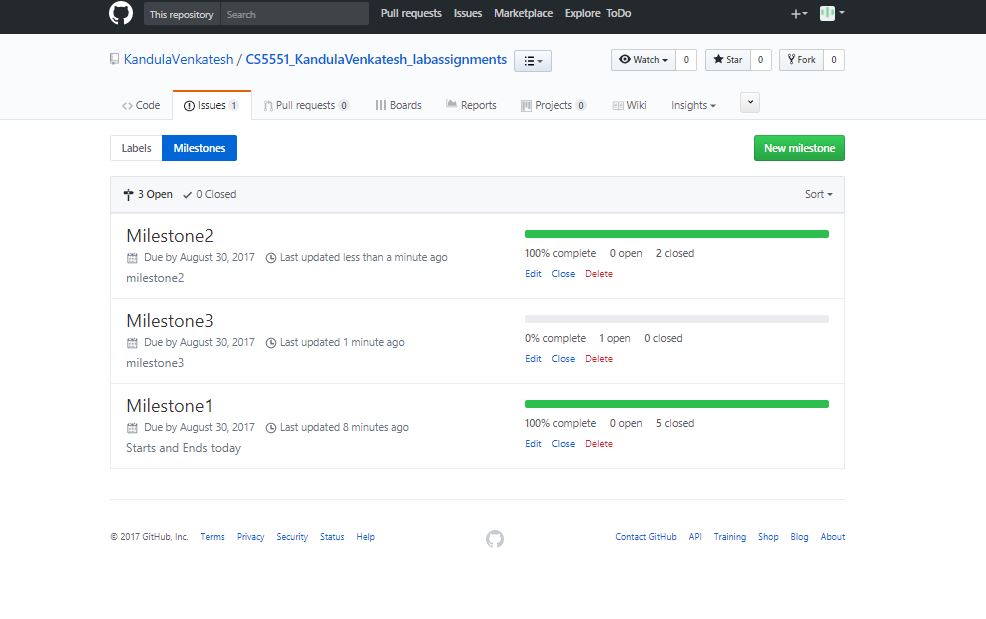 This repository Search Pull requests Issues Marketplace Explore ToDo
KandulaVenkatesh / CS5551_KandulaVenkatesh_labassignments Watch 0 Star 0 Fork 0
Code Issues 1 Pull requests 0 Boards Reports Projects 0 Wiki Insights
Labels Milestones New milestone
3 Open 0 Closed Sort
Milestone2
Due by August 30, 2017 Last updated less than a minute ago
milestone2
100% complete 0 open 2 closed
Edit Close Delete
Milestone3
Due by August 30, 2017 Last updated 1 minute ago
milestone3
0% complete 1 open 0 closed
Edit Close Delete
Milestone1
Due by August 30, 2017 Last updated 8 minutes ago
Starts and Ends today
100% complete 0 open 5 closed
Edit Close Delete
© 2017 GitHub, Inc. Terms Privacy Security Status Help Contact GitHub API Training Shop Blog About